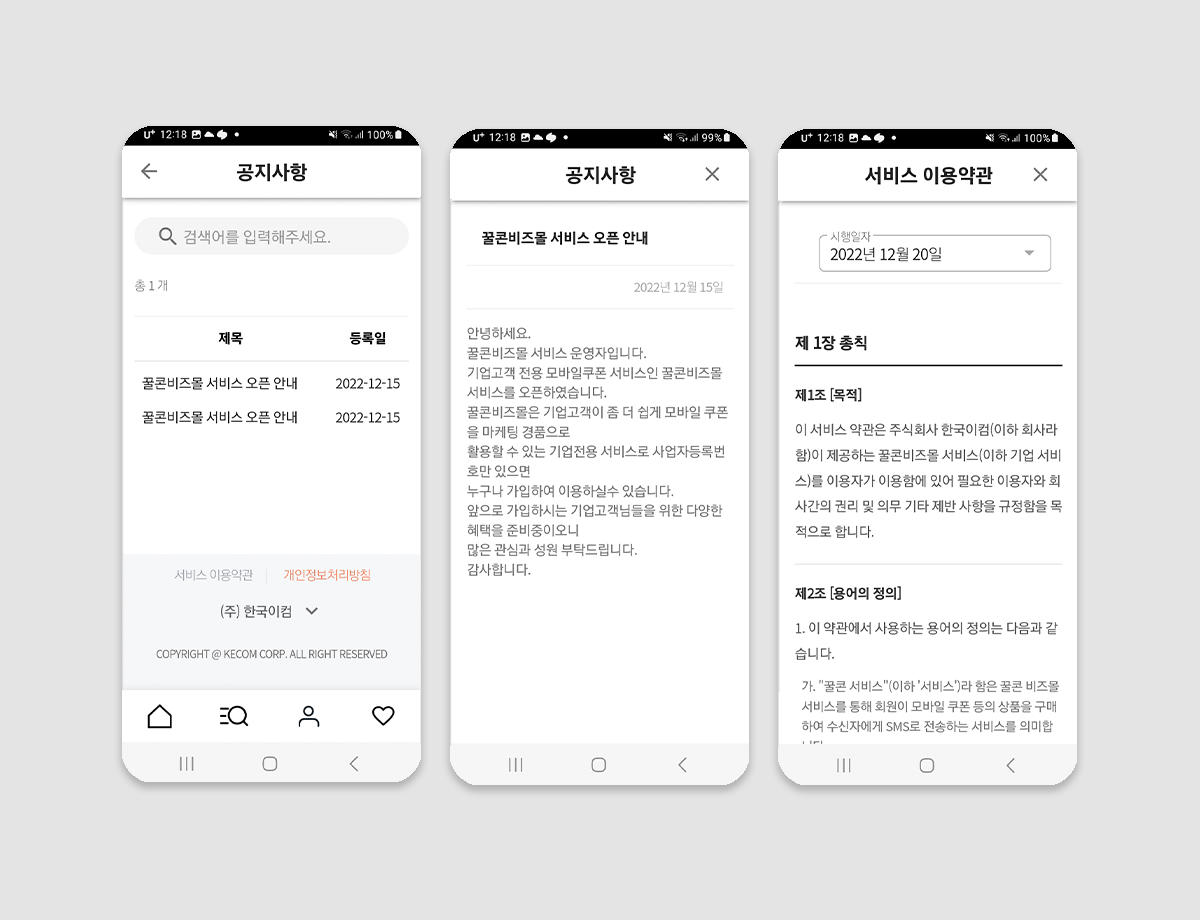 U+ 12:18 100%
공지사항
검색어를 입력해주세요.
총 1 개
제목 등록일
꿀콘비즈몰 서비스 오픈 안내 2022-12-15
꿀콘비즈몰 서비스 오픈 안내 2022-12-15
서비스 이용약관 개인정보처리방침
(주) 한국이컴
COPYRIGHT @ KECOM CORP. ALL RIGHT RESERVED
U+ 12:18 99%
공지사항
꿀콘비즈몰 서비스 오픈 안내
2022년 12월 15일
안녕하세요.
꿀콘비즈몰 서비스 운영자입니다.
기업고객 전용 모바일쿠폰 서비스인 꿀콘비즈몰
서비스를 오픈하였습니다.
꿀콘비즈몰은 기업고객이 좀 더 쉽게 모바일 쿠폰
을 마케팅 경품으로
활용할 수 있는 기업전용 서비스로 사업자등록번
호만 있으면
누구나 가입하여 이용하실수 있습니다.
앞으로 가입하시는 기업고객님들을 위한 다양한
혜택을 준비중이오니
많은 관심과 성원 부탁드립니다.
감사합니다.
U+ 12:18 100%
서비스 이용약관
시행일자
2022년 12월 20일
제 1장 총칙
제1조 [목적]
이 서비스 약관은 주식회사 한국이컴(이하 회사라
함)이 제공하는 꿀콘비즈몰 서비스(이하 기업 서비
스)를 이용자가 이용함에 있어 필요한 이용자와 회
사간의 권리 및 의무 기타 제반 사항을 규정함을 목
적으로 합니다.
제2조 [용어의 정의]
1. 이 약관에서 사용하는 용어의 정의는 다음과 같
습니다.
가. "꿀콘 서비스"(이하 '서비스')라 함은 꿀콘 비즈몰
서비스를 통해 회원이 모바일 쿠폰 등의 상품을 구매
하여 수신자에게 SMS로 전송하는 서비스를 의미합